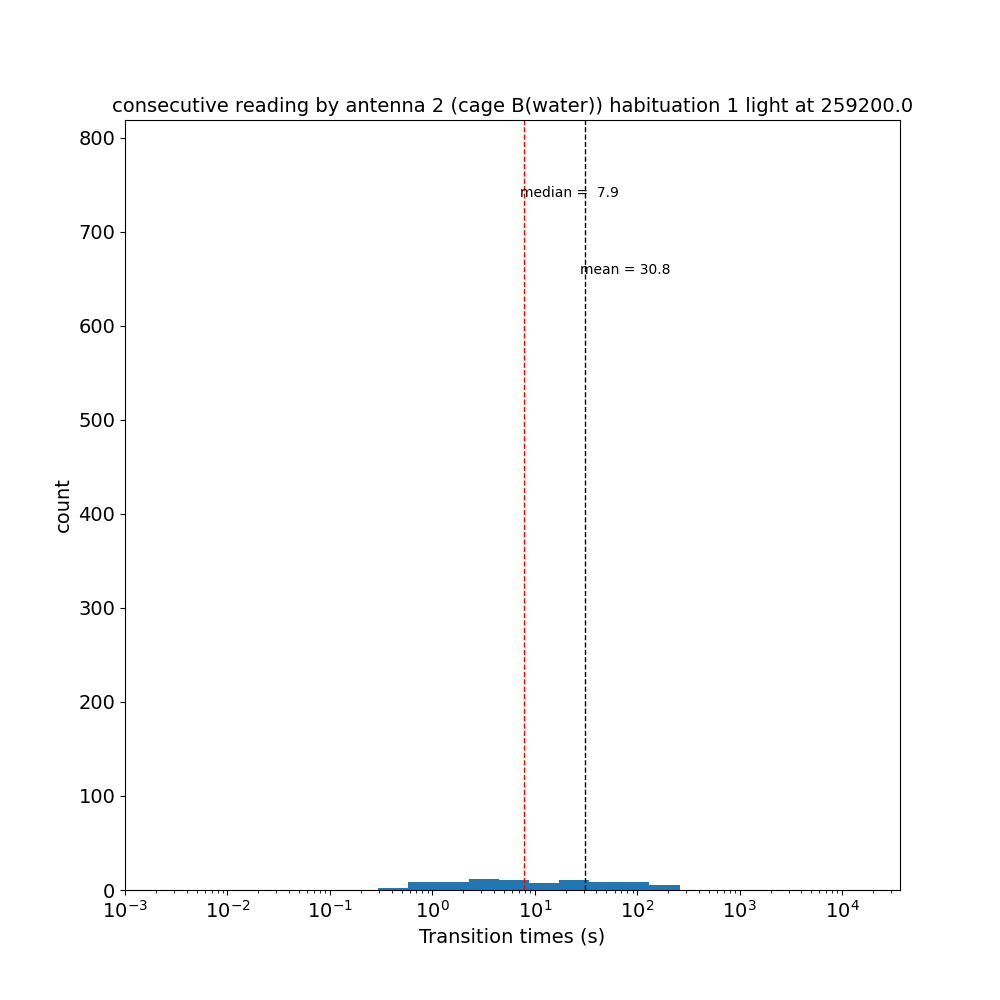 consecutive reading by antenna 2 (cage B(water)) habituation 1 light at 259200.0
800
median =  7.9
700
mean = 30.8
600
500
400
300
200
100
0
count
10⁻³ 10⁻² 10⁻¹ 10⁰ 10¹ 10² 10³ 10⁴
Transition times (s)